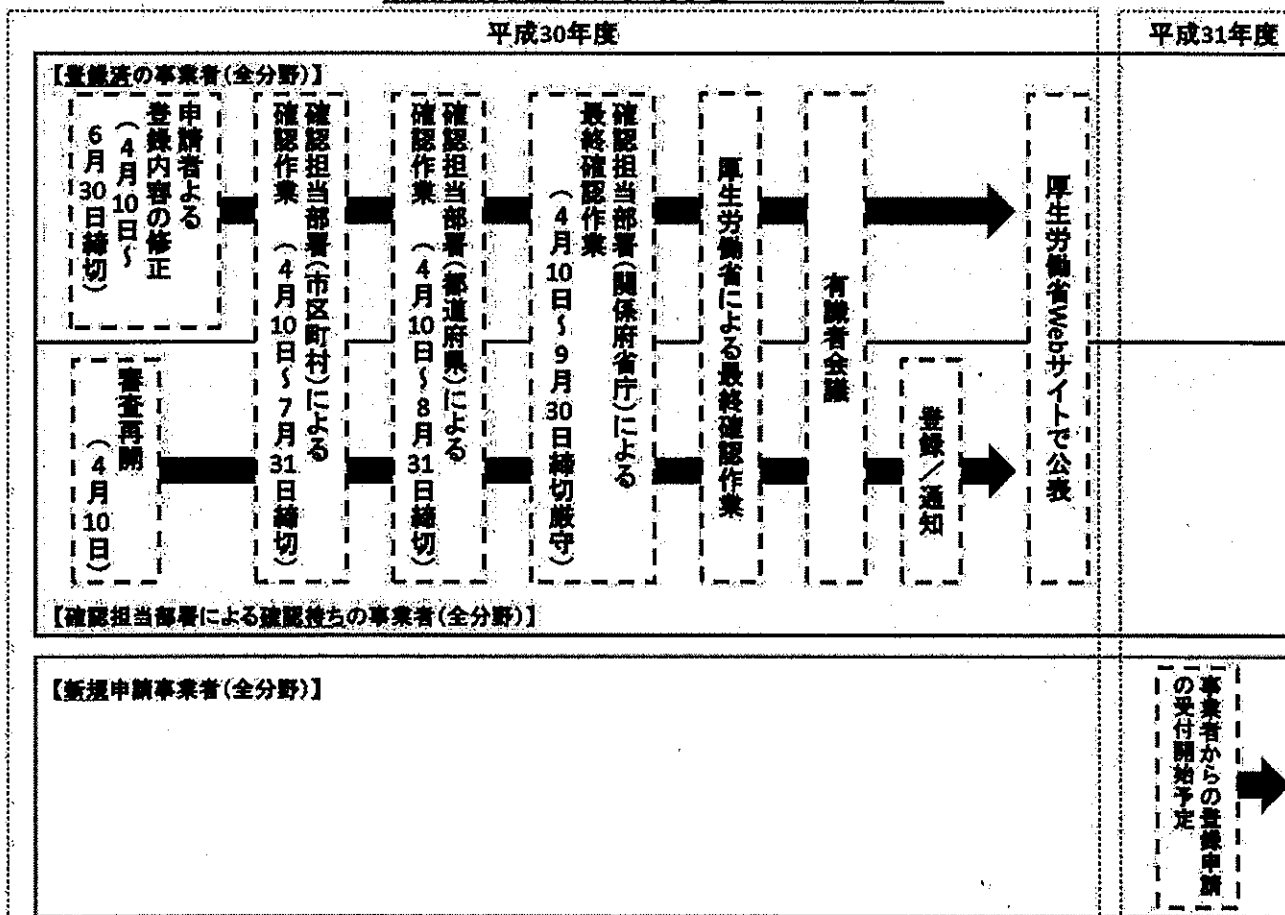 平成30年度
平成31年度
【登録済の事業者(全分野)】
申請者よる
登録内容の修正
(4月10日～
6月30日締切)
確認担当部署(市区町村)による
確認作業 (4月10日～7月31日締切)
確認担当部署(都道府県)による
確認作業 (4月10日～8月31日締切)
確認担当部署(関係府省庁)による
最終確認作業
(4月10日～9月30日締切厳守)
厚生労働省による最終確認作業
有識者会議
厚生労働省Webサイトで公表
審査再開
(4月10日)
登録／通知
【確認担当部署による確認待ちの事業者(全分野)】
【新規申請事業者(全分野)】
事業者からの登録申請
の受付開始予定